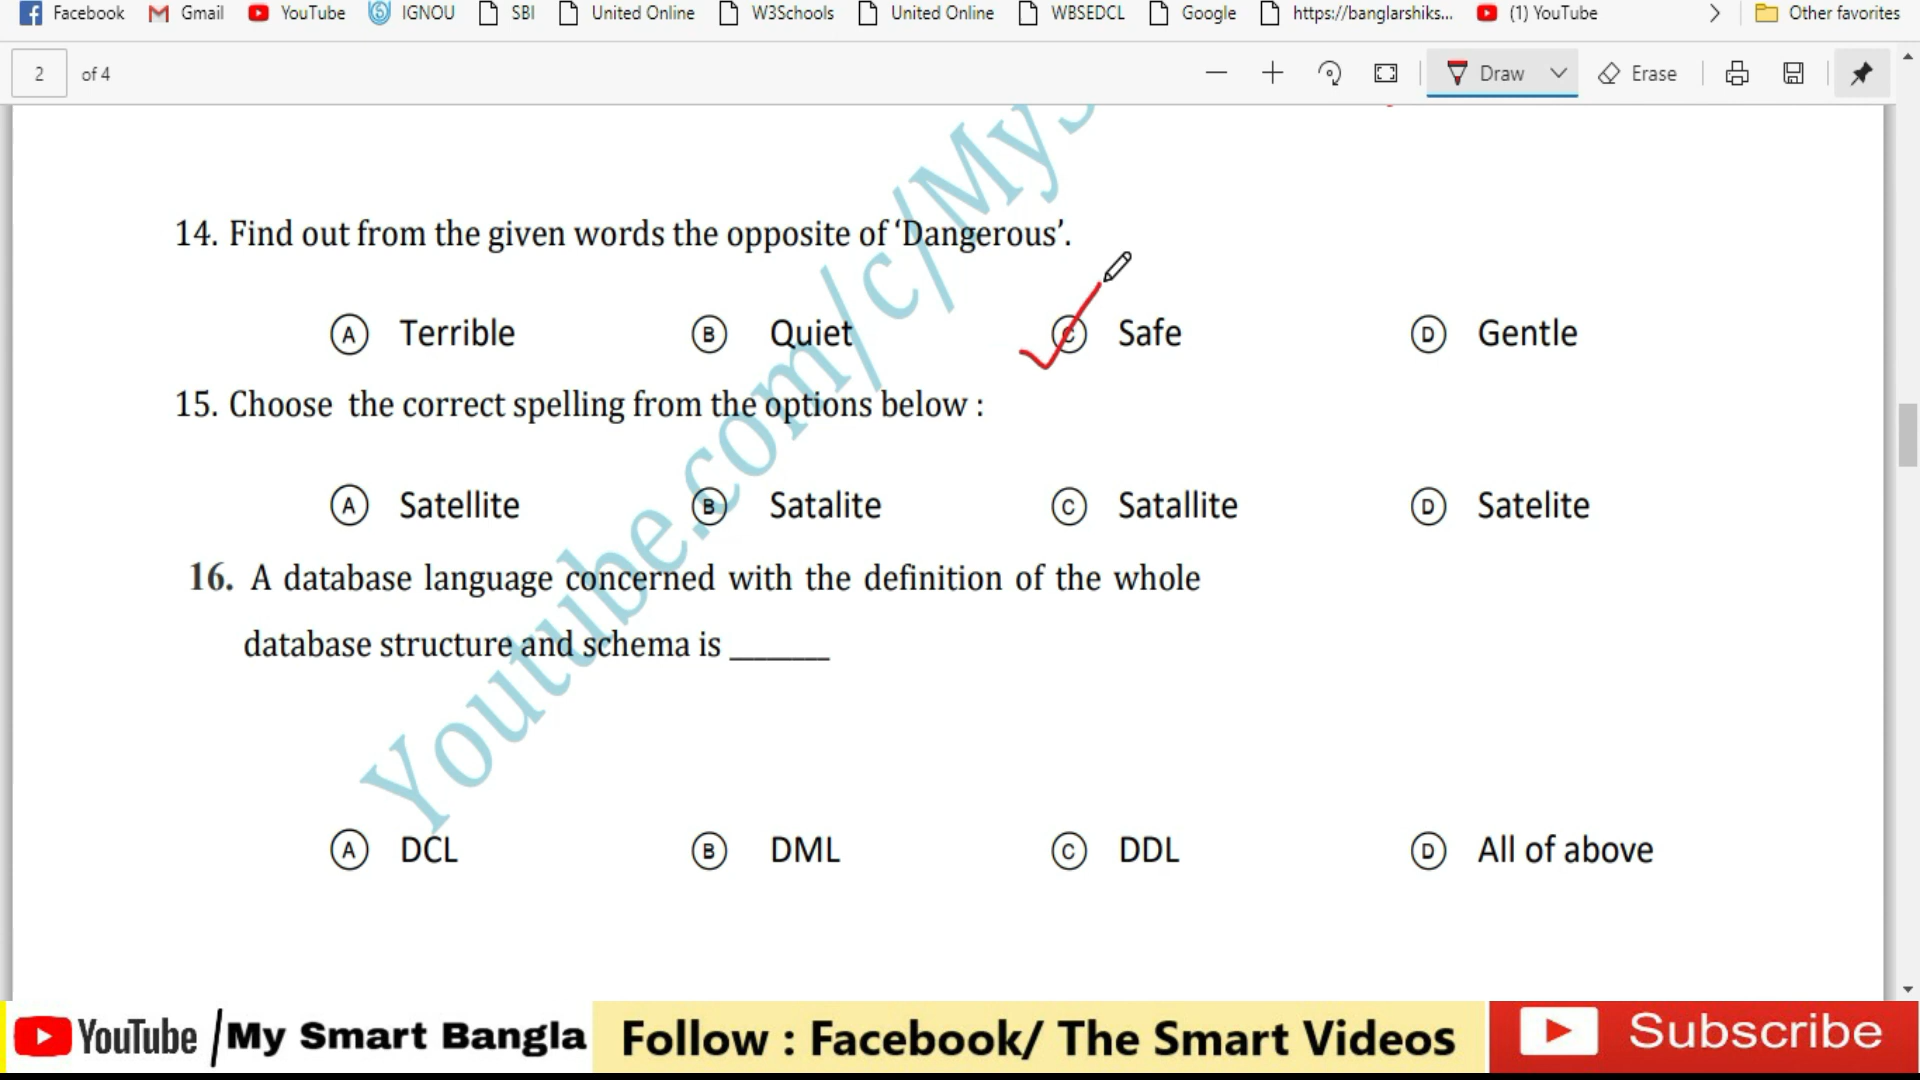 Facebook Gmail YouTube IGNOU SBI United Online W3Schools United Online WBSEDCL Google https://banglarshiks... (1) YouTube Other favorites
2 of 4 Draw Erase
14. Find out from the given words the opposite of ‘Dangerous’.
A Terrible B Quiet C Safe D Gentle
15. Choose the correct spelling from the options below :
A Satellite B Satalite C Satallite D Satelite
16. A database language concerned with the definition of the whole
database structure and schema is _______
A DCL B DML C DDL D All of above
Youtube.com/c/My
YouTube /My Smart Bangla Follow : Facebook/ The Smart Videos Subscribe